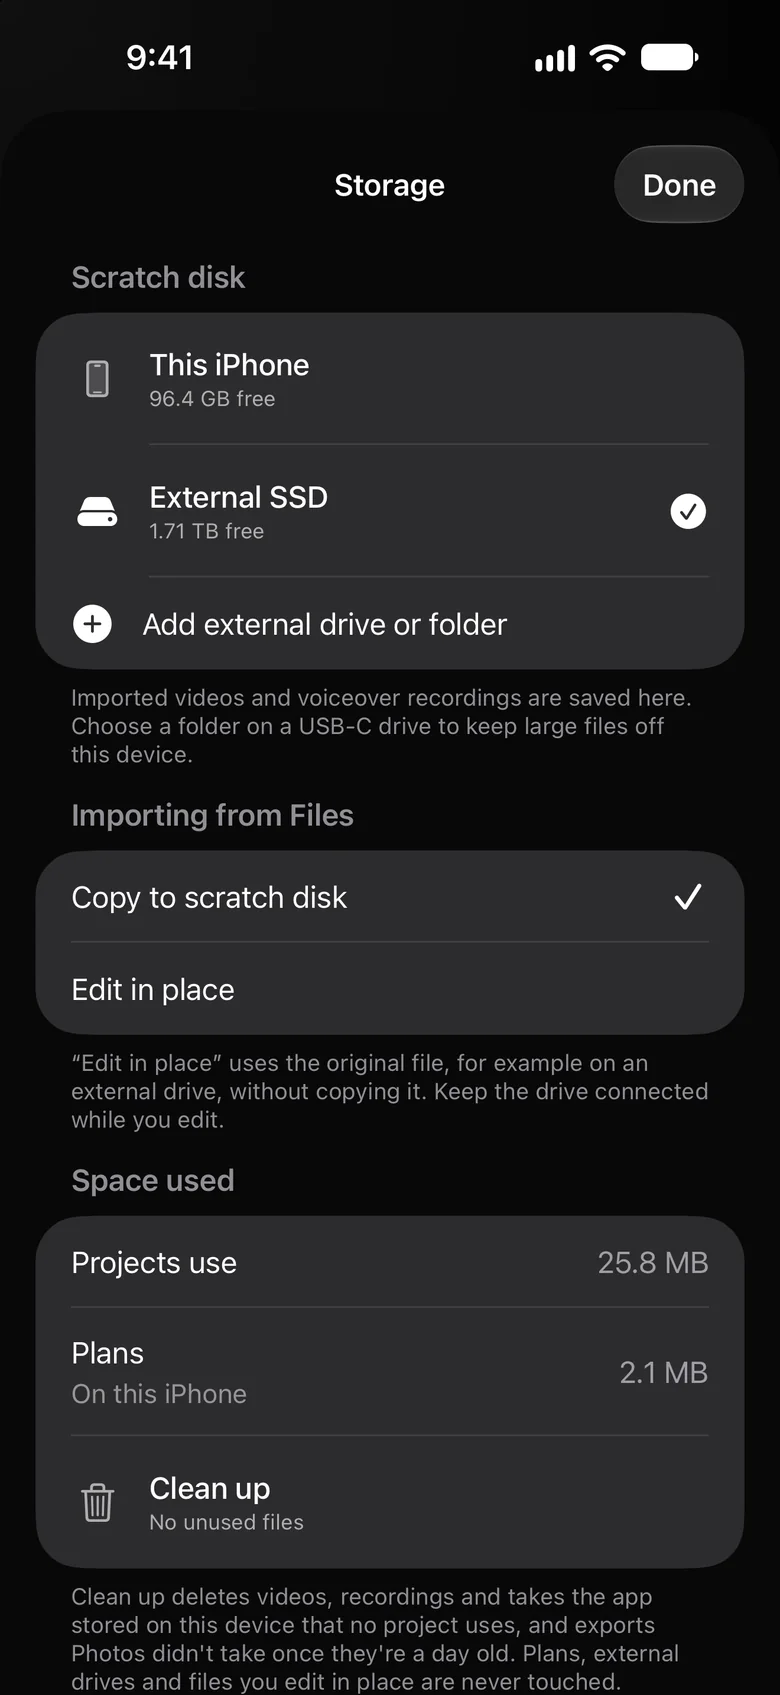 9:41
Storage
Done
Scratch disk
This iPhone
96.4 GB free
External SSD
1.71 TB free
Add external drive or folder
Imported videos and voiceover recordings are saved here.
Choose a folder on a USB-C drive to keep large files off
this device.
Importing from Files
Copy to scratch disk
Edit in place
“Edit in place” uses the original file, for example on an
external drive, without copying it. Keep the drive connected
while you edit.
Space used
Projects use
25.8 MB
Plans
On this iPhone
2.1 MB
Clean up
No unused files
Clean up deletes videos, recordings and takes the app
stored on this device that no project uses, and exports
Photos didn't take once they're a day old. Plans, external
drives and files you edit in place are never touched.